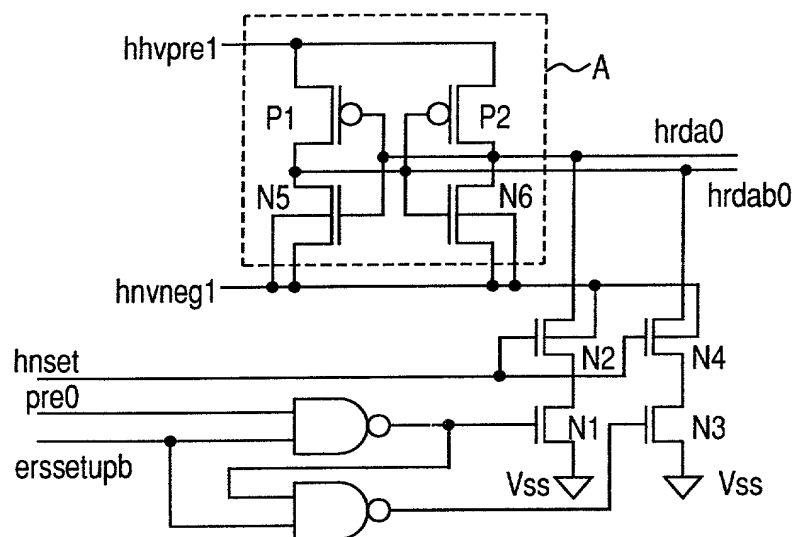 hhvpre1
A
P1
P2
hrda0
N5
N6
hrdab0
hnvneg1
hnset
N2
N4
pre0
N1
N3
erssetupb
Vss
Vss